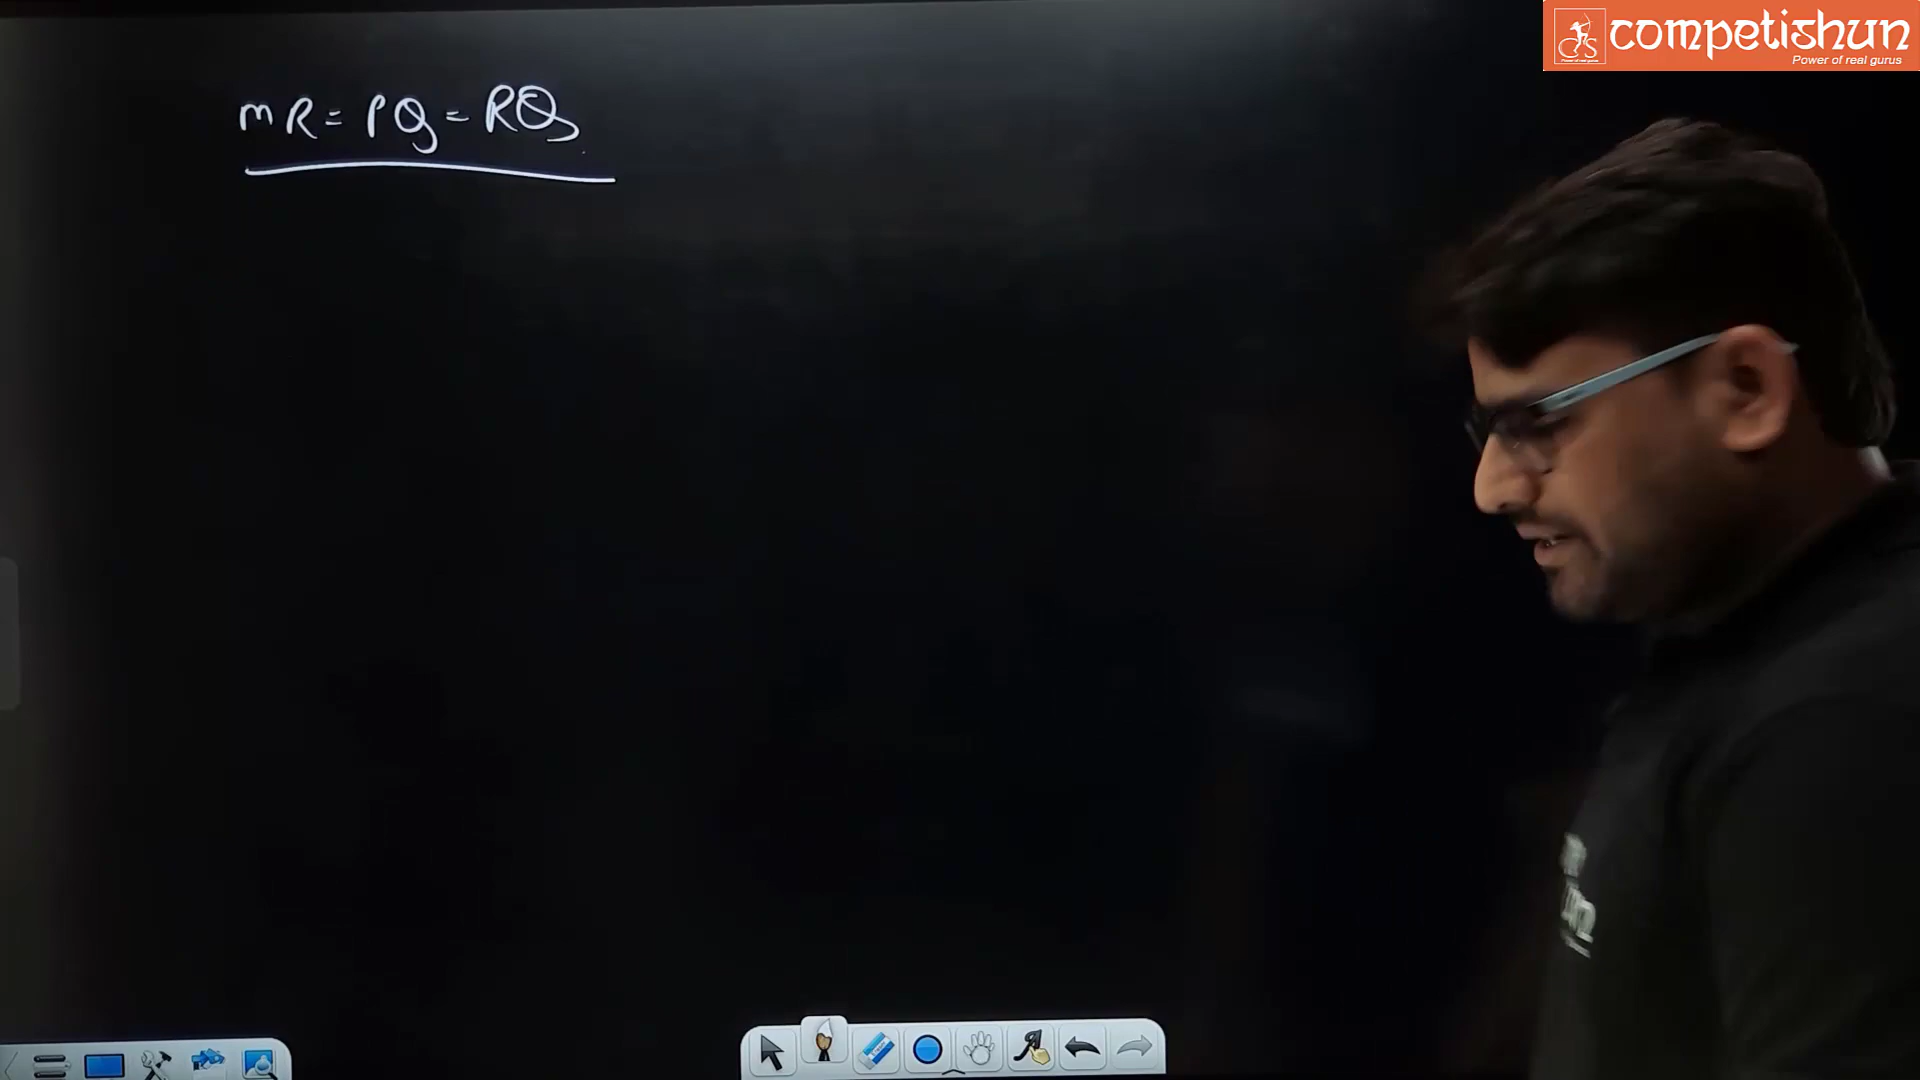 competishun
Power of real gurus
mR = PQ = RQ